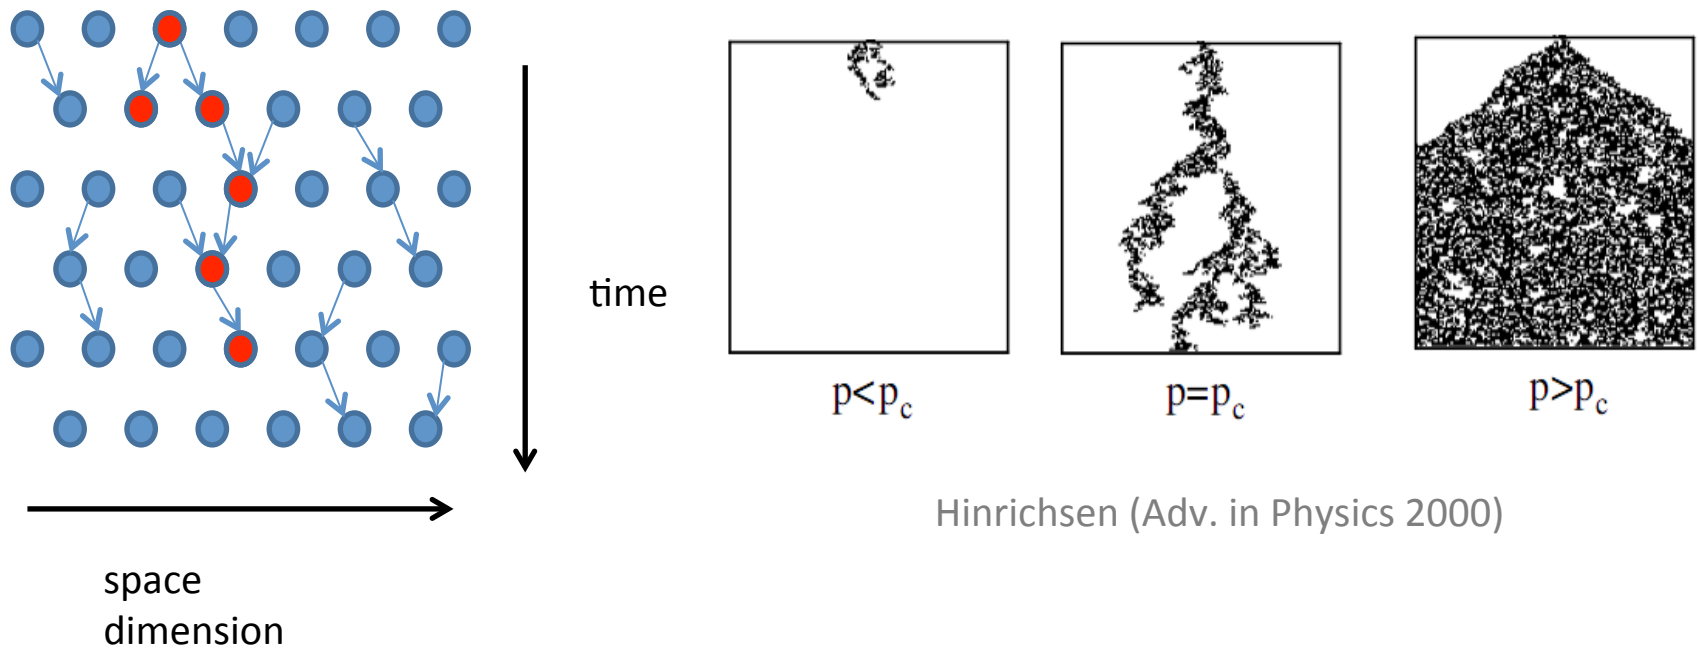 time
space
dimension
p<pc
p=pc
p>pc
Hinrichsen (Adv. in Physics 2000)